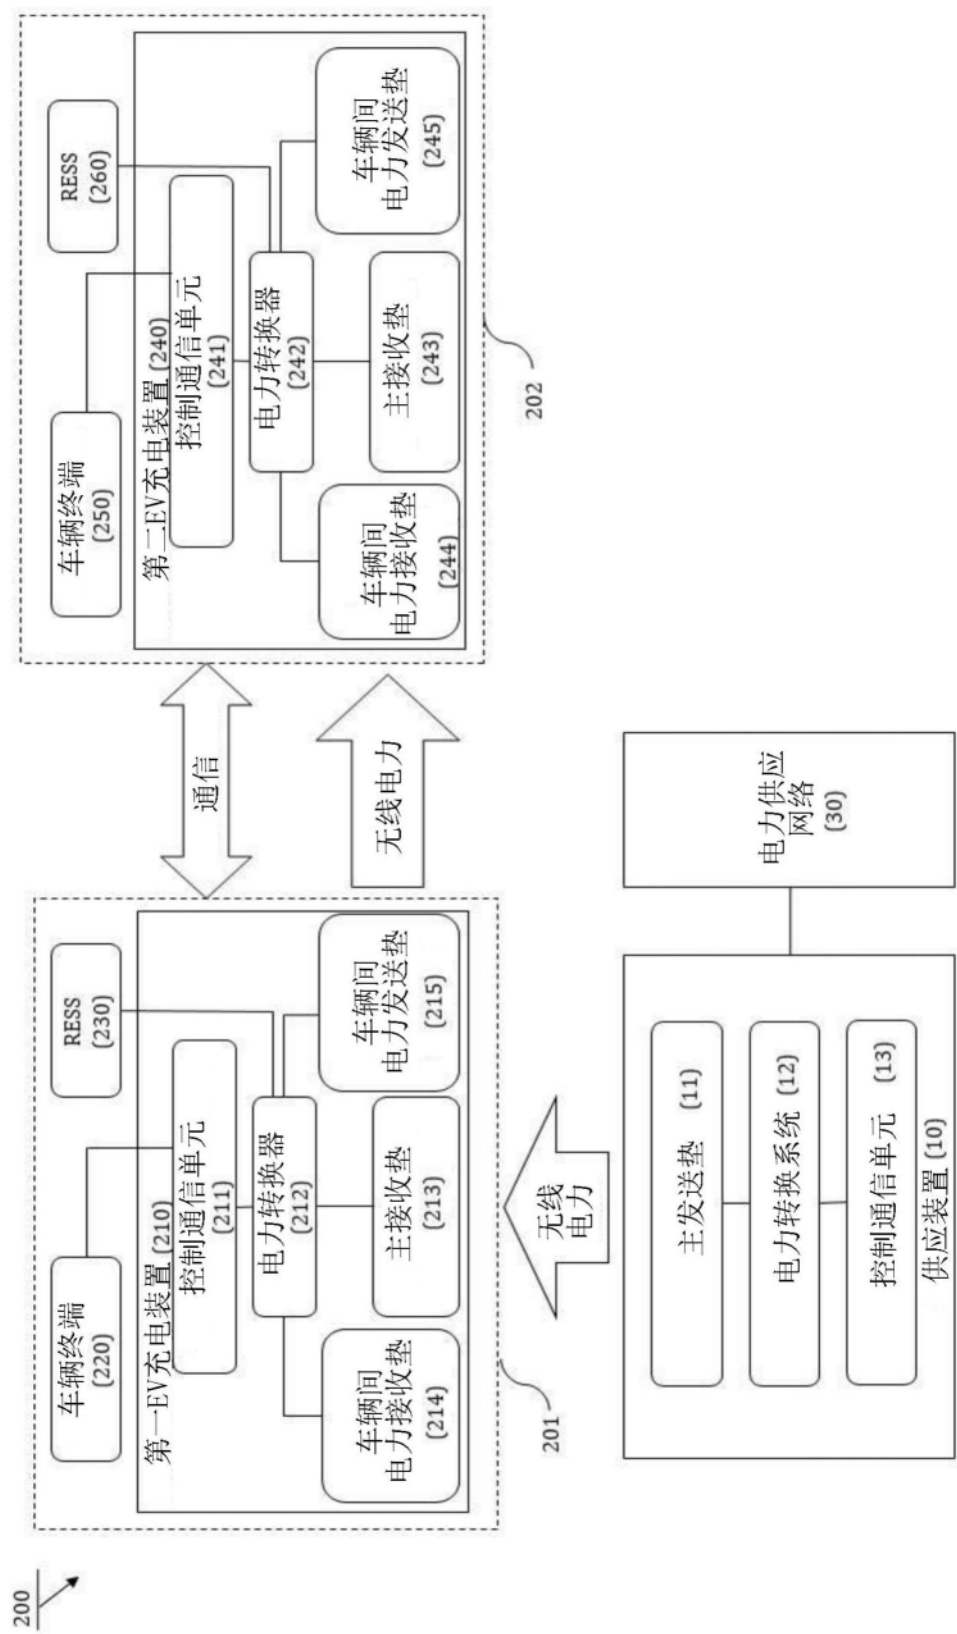 200
车辆终端
(220)
RESS
(230)
第一EV充电装置 (210)
控制通信单元
(211)
电力转换器
(212)
车辆间
电力接收垫
(214)
主接收垫
(213)
车辆间
电力发送垫
(215)
201
通信
无线电力
车辆终端
(250)
RESS
(260)
第二EV充电装置 (240)
控制通信单元
(241)
电力转换器
(242)
车辆间
电力接收垫
(244)
主接收垫
(243)
车辆间
电力发送垫
(245)
202
无线
电力
主发送垫 (11)
电力转换系统 (12)
控制通信单元 (13)
供应装置 (10)
电力供应
网络
(30)